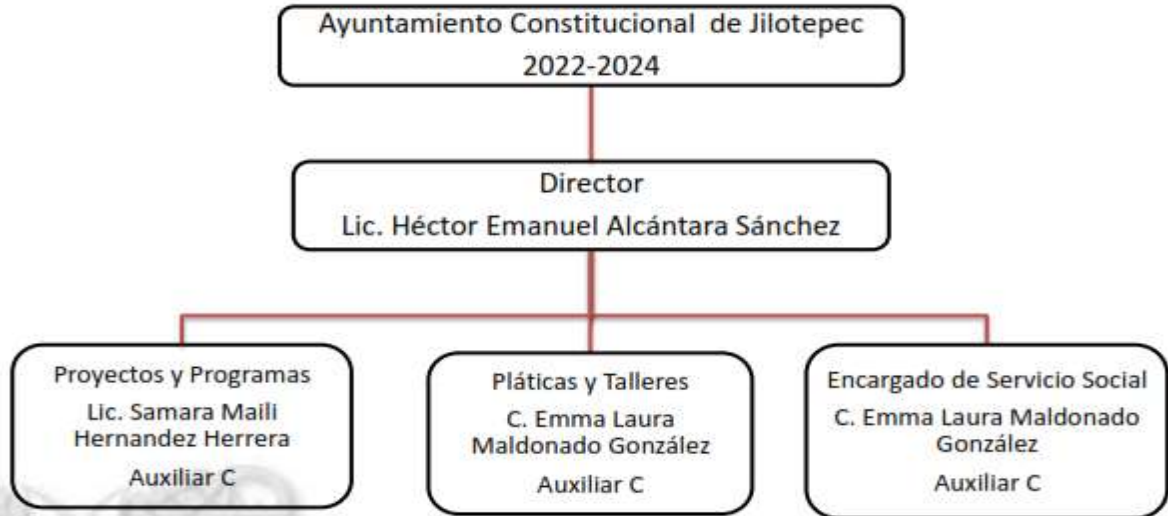 Ayuntamiento Constitucional de Jilotepec
2022-2024
Director
Lic. Héctor Emanuel Alcántara Sánchez
Proyectos y Programas
Lic. Samara Maili
Hernandez Herrera
Auxiliar C
Pláticas y Talleres
C. Emma Laura
Maldonado González
Auxiliar C
Encargado de Servicio Social
C. Emma Laura Maldonado
González
Auxiliar C